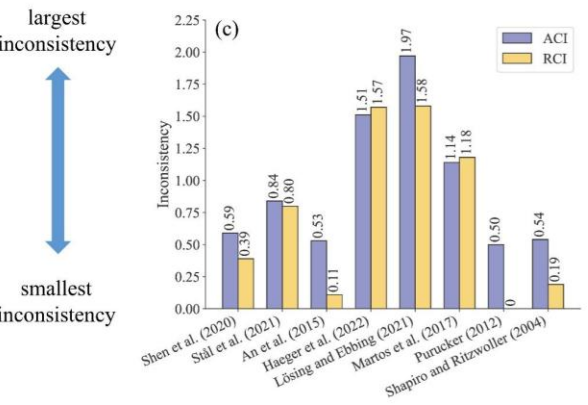 largest
inconsistency
smallest
inconsistency
(c)
ACI
RCI
Inconsistency
2.25
2.00
1.75
1.50
1.25
1.00
0.75
0.50
0.25
0.00
0.59
0.39
0.84
0.80
0.53
0.11
1.51
1.57
1.97
1.58
1.14
1.18
0.50
0
0.54
0.19
Shen et al. (2020)
Stål et al. (2021)
An et al. (2015)
Haeger et al. (2022)
Lösing and Ebbing (2021)
Martos et al. (2017)
Purucker (2012)
Shapiro and Ritzwoller (2004)